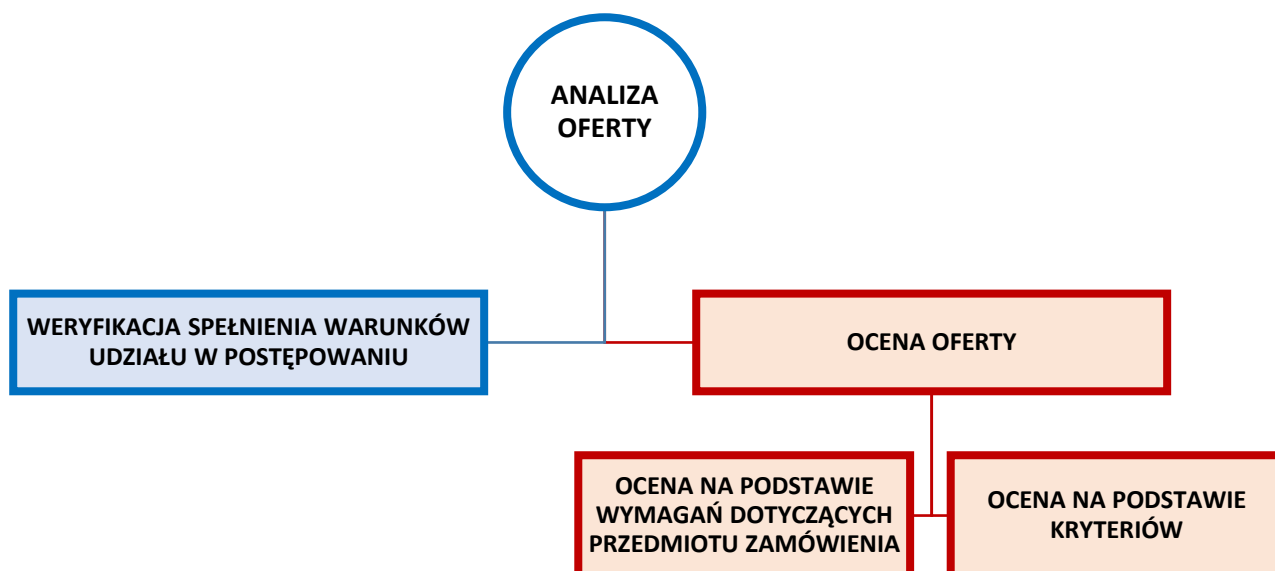 ANALIZA
OFERTY
WERYFIKACJA SPEŁNIENIA WARUNKÓW
UDZIAŁU W POSTĘPOWANIU
OCENA OFERTY
OCENA NA PODSTAWIE
WYMAGAŃ DOTYCZĄCYCH
PRZEDMIOTU ZAMÓWIENIA
OCENA NA PODSTAWIE
KRYTERIÓW